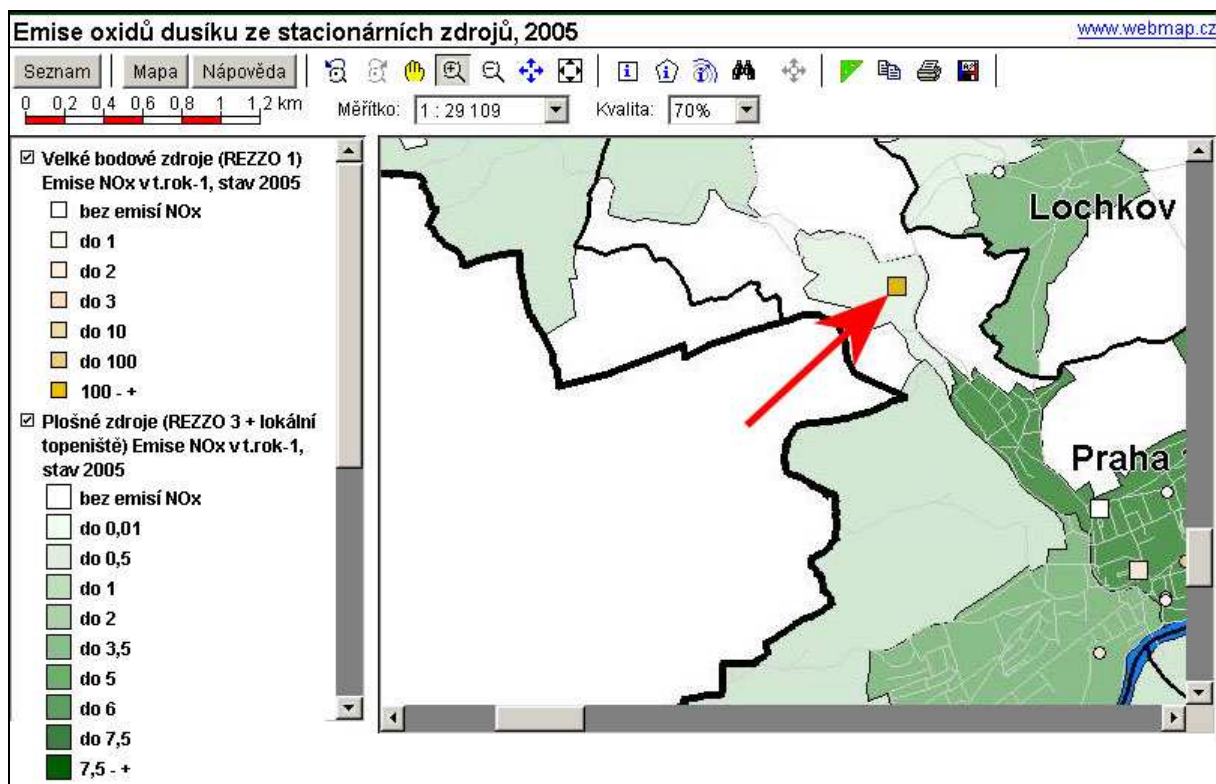 Emise oxidů dusíku ze stacionárních zdrojů, 2005
www.webmap.cz
Seznam Mapa Nápověda
0 0,2 0,4 0,6 0,8 1 1,2 km
Měřítko: 1 : 29 109 Kvalita: 70%
Velké bodové zdroje (REZZO 1)
Emise NOx v t.rok-1, stav 2005
bez emisí NOx
do 1
do 2
do 3
do 10
do 100
100 - +
Plošné zdroje (REZZO 3 + lokální
topeniště) Emise NOx v t.rok-1,
stav 2005
bez emisí NOx
do 0,01
do 0,5
do 1
do 2
do 3,5
do 5
do 6
do 7,5
7,5 - +
Lochkov
Praha